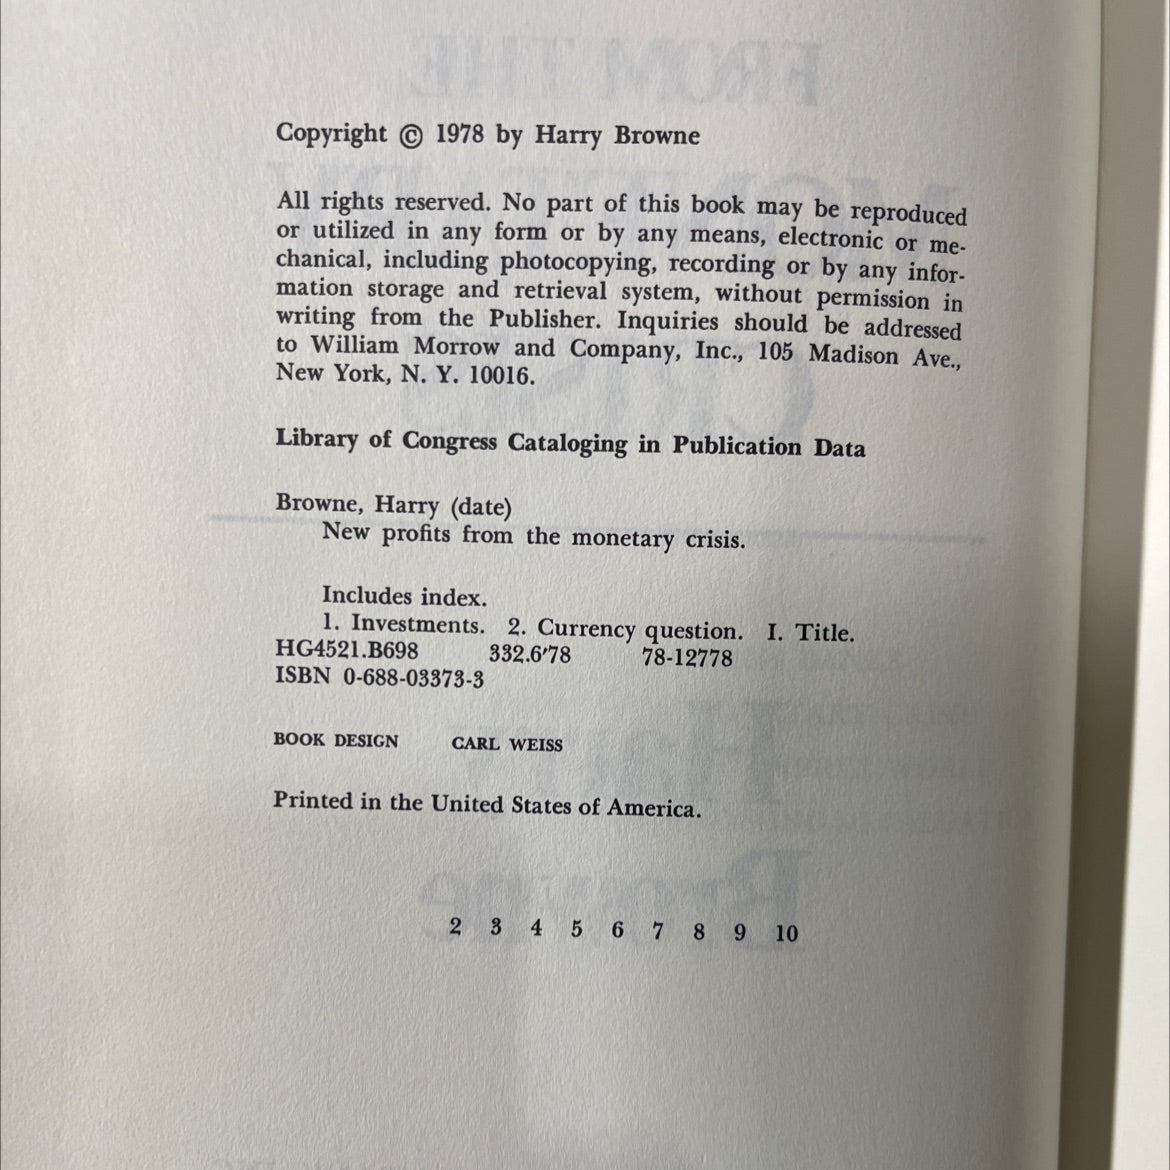 Copyright © 1978 by Harry Browne
All rights reserved. No part of this book may be reproduced
or utilized in any form or by any means, electronic or me-
chanical, including photocopying, recording or by any infor-
mation storage and retrieval system, without permission in
writing from the Publisher. Inquiries should be addressed
to William Morrow and Company, Inc., 105 Madison Ave.,
New York, N. Y. 10016.
Library of Congress Cataloging in Publication Data
Browne, Harry (date)
New profits from the monetary crisis.
Includes index.
1. Investments. 2. Currency question. I. Title.
HG4521.B698 332.6′78 78-12778
ISBN 0-688-03373-3
BOOK DESIGN CARL WEISS
Printed in the United States of America.
2 3 4 5 6 7 8 9 10